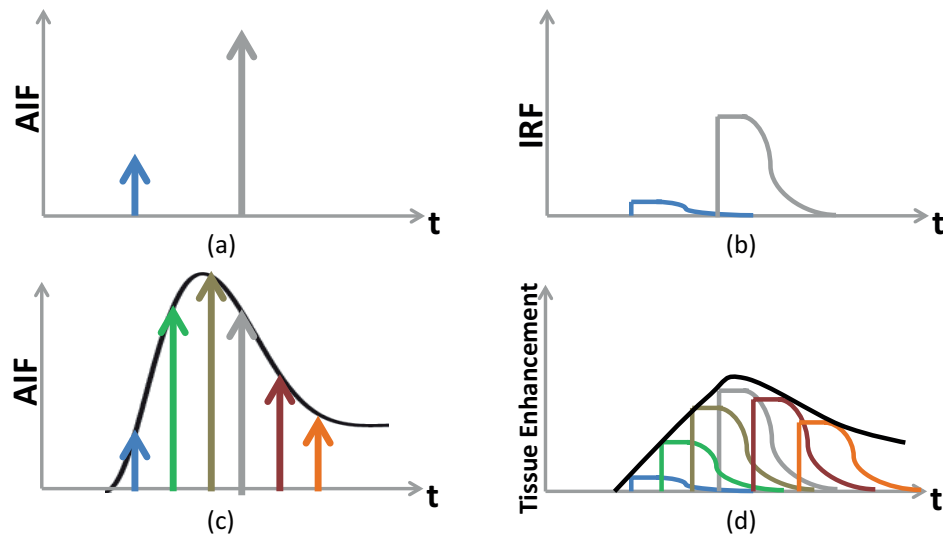 AIF
t
(a)
IRF
t
(b)
AIF
t
(c)
Tissue Enhancement
t
(d)